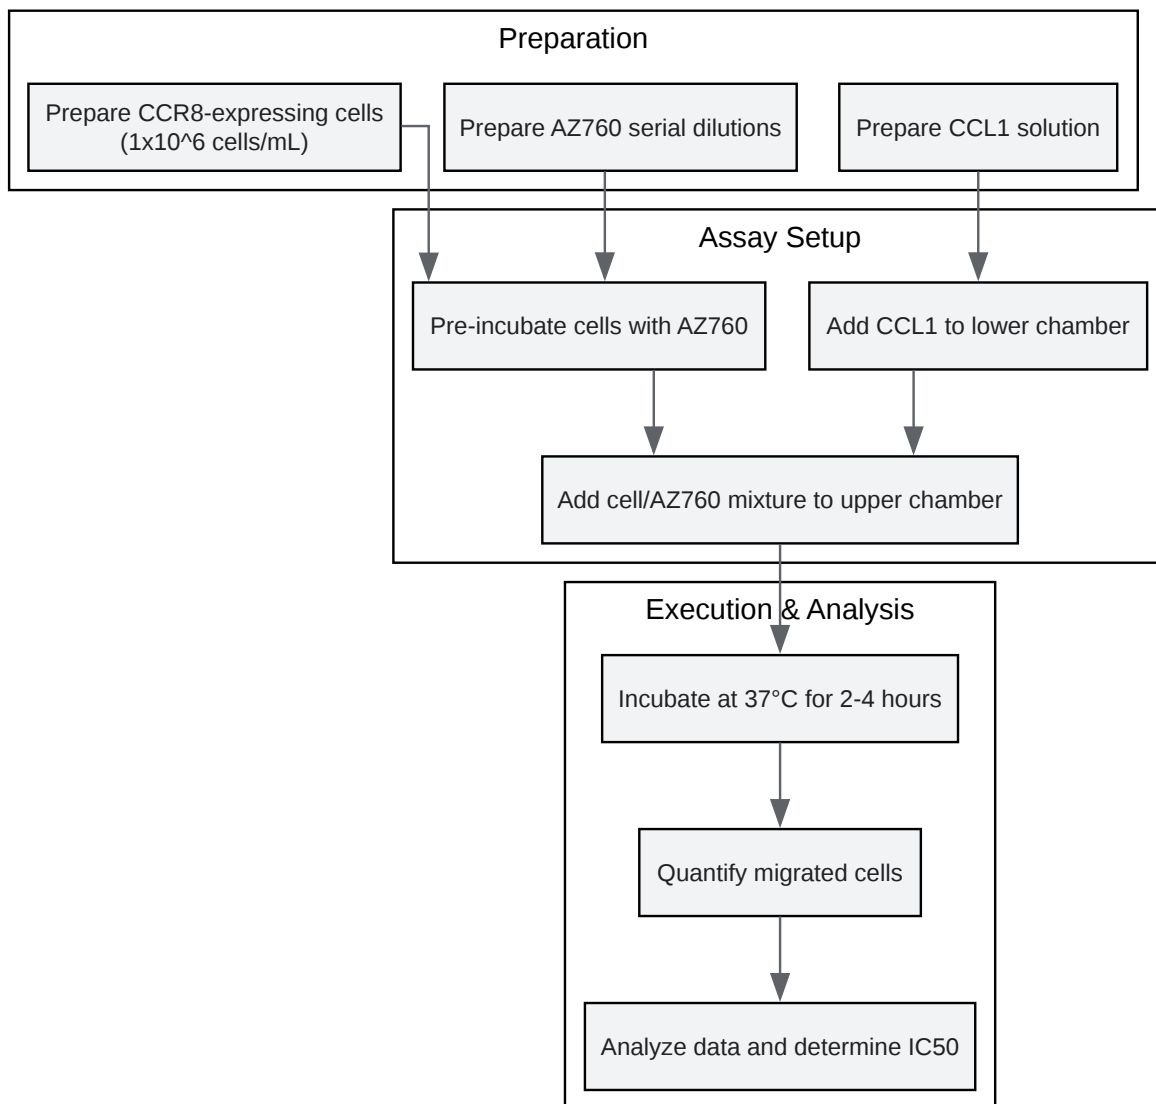 Preparation
Prepare CCR8-expressing cells
(1x10^6 cells/mL)
Prepare AZ760 serial dilutions
Prepare CCL1 solution
Assay Setup
Pre-incubate cells with AZ760
Add CCL1 to lower chamber
Add cell/AZ760 mixture to upper chamber
Execution & Analysis
Incubate at 37°C for 2-4 hours
Quantify migrated cells
Analyze data and determine IC50